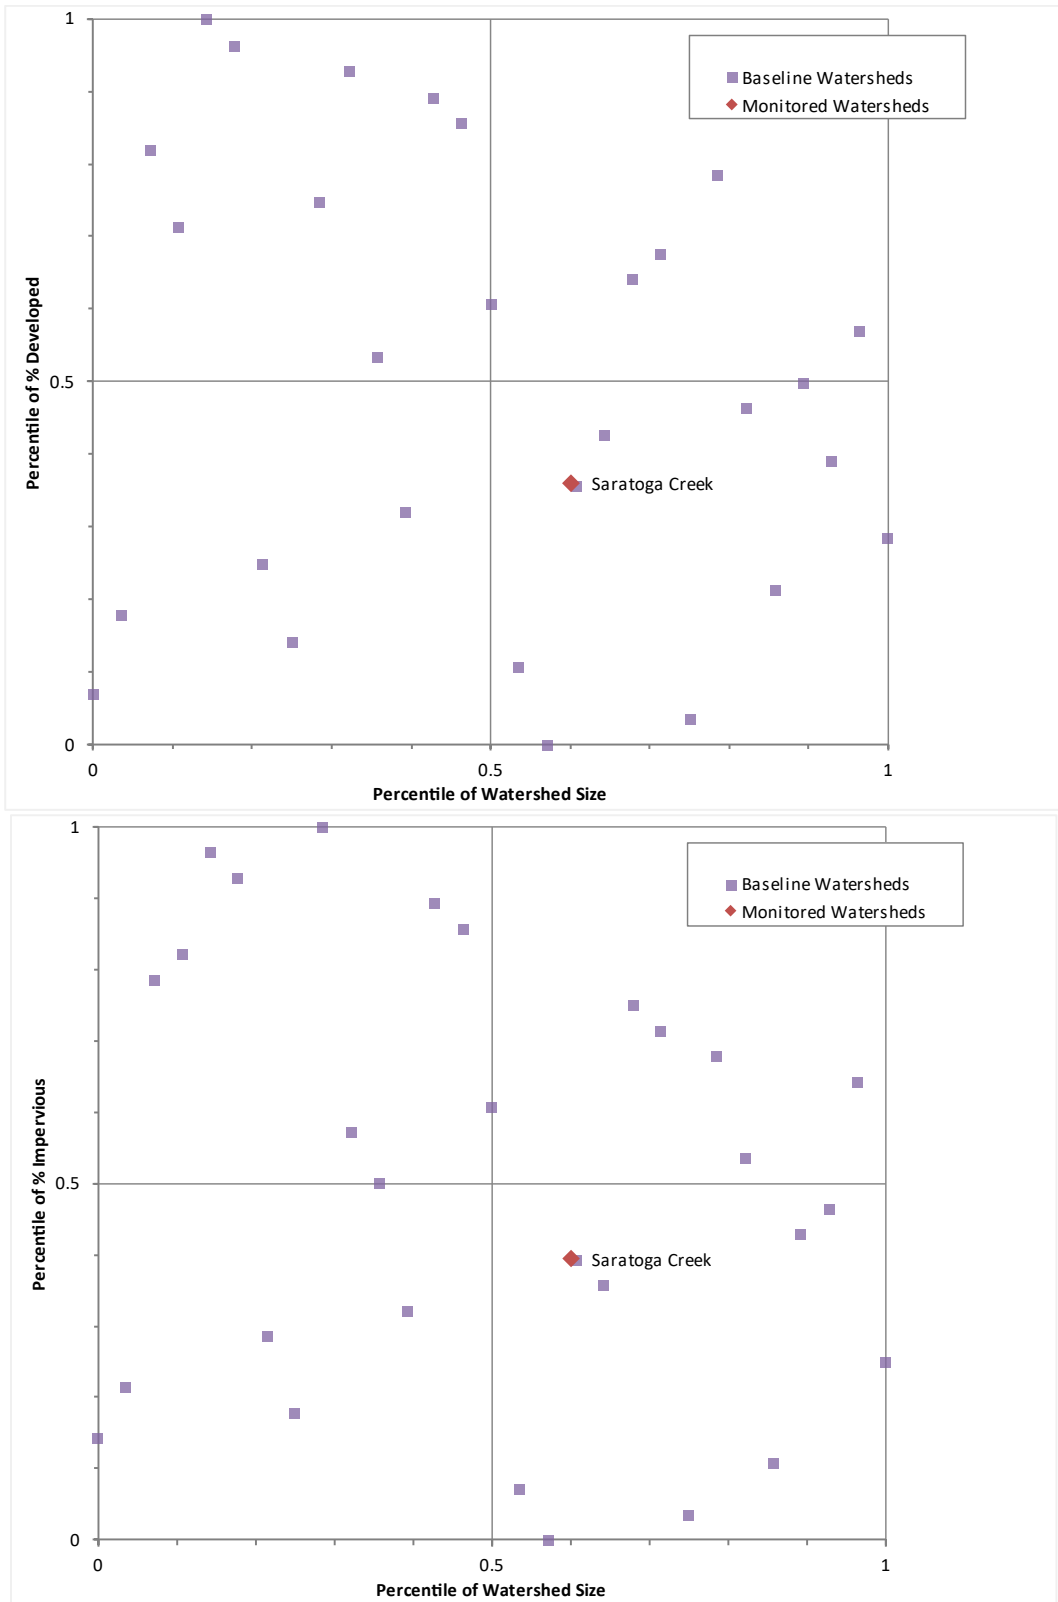 1
Baseline Watersheds
Monitored Watersheds
Percentile of % Developed
0.5
Saratoga Creek
0
0
0.5
1
Percentile of Watershed Size
1
Baseline Watersheds
Monitored Watersheds
Percentile of % Impervious
0.5
Saratoga Creek
0
0
0.5
1
Percentile of Watershed Size